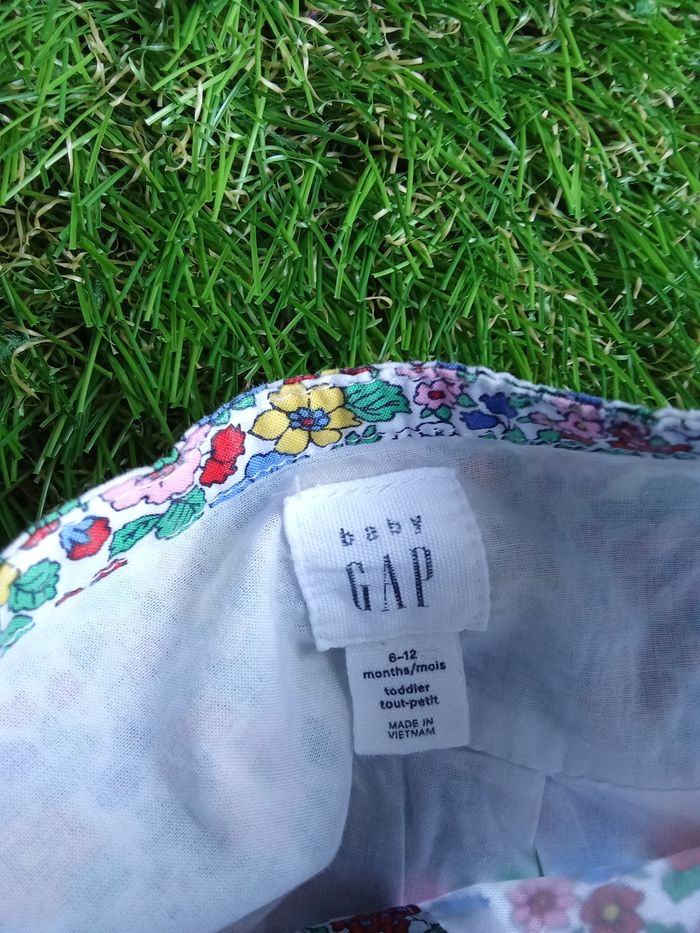 baby
GAP
6-12
months/mois
toddler
tout-petit
MADE IN
VIETNAM